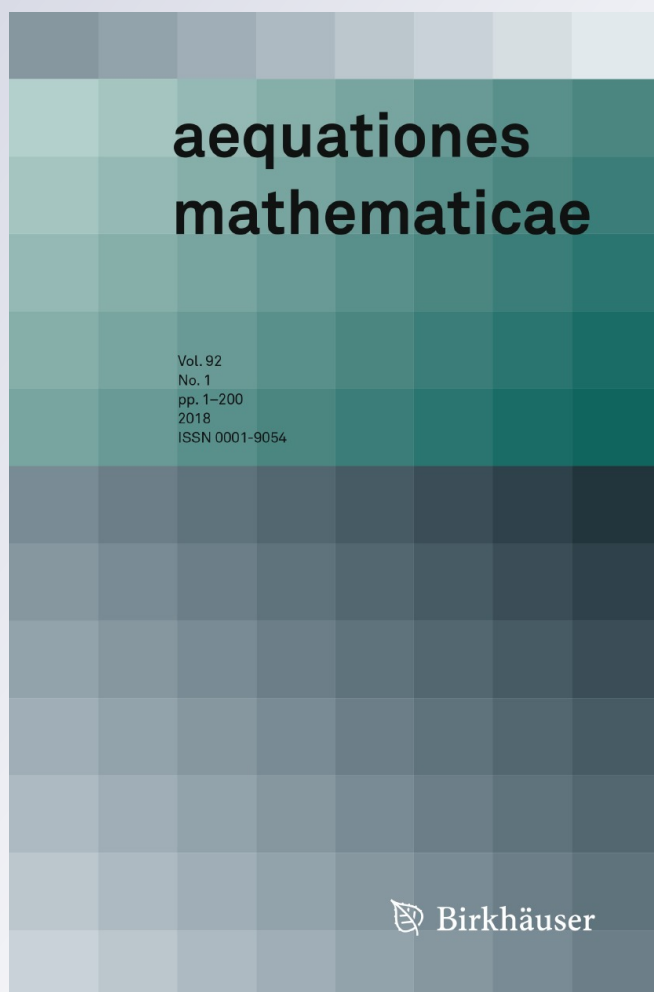 aequationes
mathematicae
Vol. 92
No. 1
pp. 1–200
2018
ISSN 0001-9054
Birkhäuser